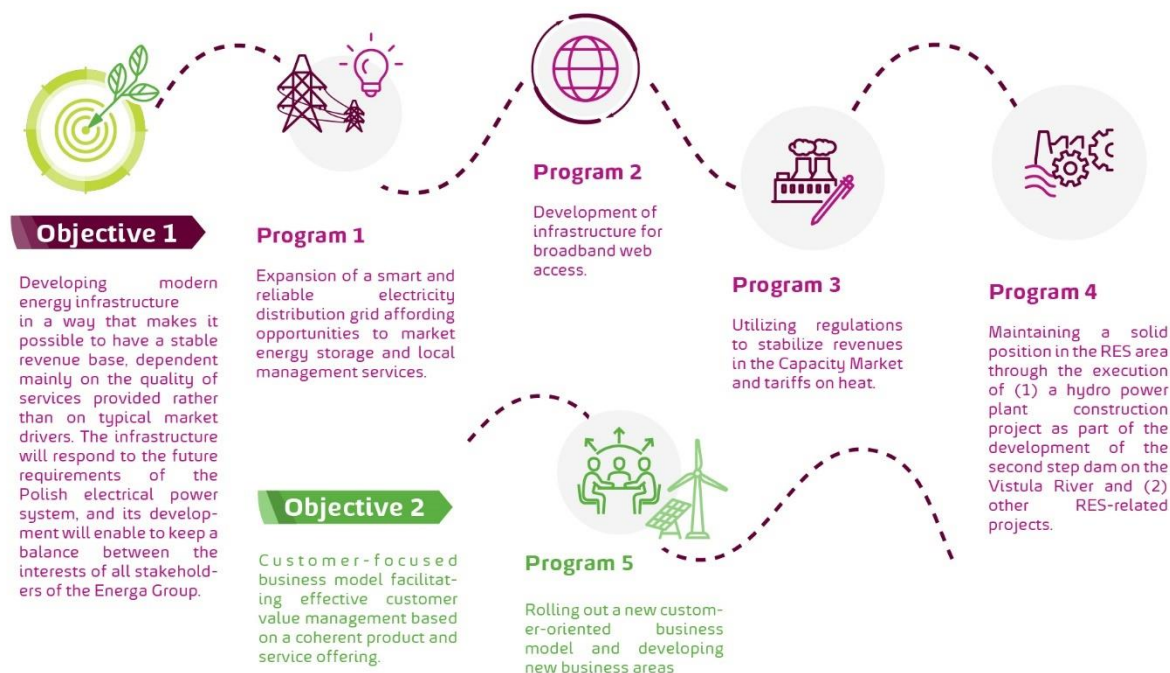 Objective 1
Developing modern
energy infrastructure
in a way that makes it
possible to have a stable
revenue base, dependent
mainly on the quality of
services provided rather
than on typical market
drivers. The infrastructure
will respond to the future
requirements of the
Polish electrical power
system, and its develop-
ment will enable to keep a
balance between the
interests of all stakehold-
ers of the Energa Group.
Program 1
Expansion of a smart and
reliable electricity
distribution grid affording
opportunities to market
energy storage and local
management services.
Program 2
Development of
infrastructure for
broadband web
access.
Program 3
Utilizing regulations
to stabilize revenues
in the Capacity Market
and tariffs on heat.
Program 4
Maintaining a solid
position in the RES area
through the execution
of (1) a hydro power
plant construction
project as part of the
development of the
second step dam on the
Vistula River and (2)
other RES-related
projects.
Objective 2
Customer-focused
business model facilitat-
ing effective customer
value management based
on a coherent product and
service offering.
Program 5
Rolling out a new custom-
er-oriented business
model and developing
new business areas